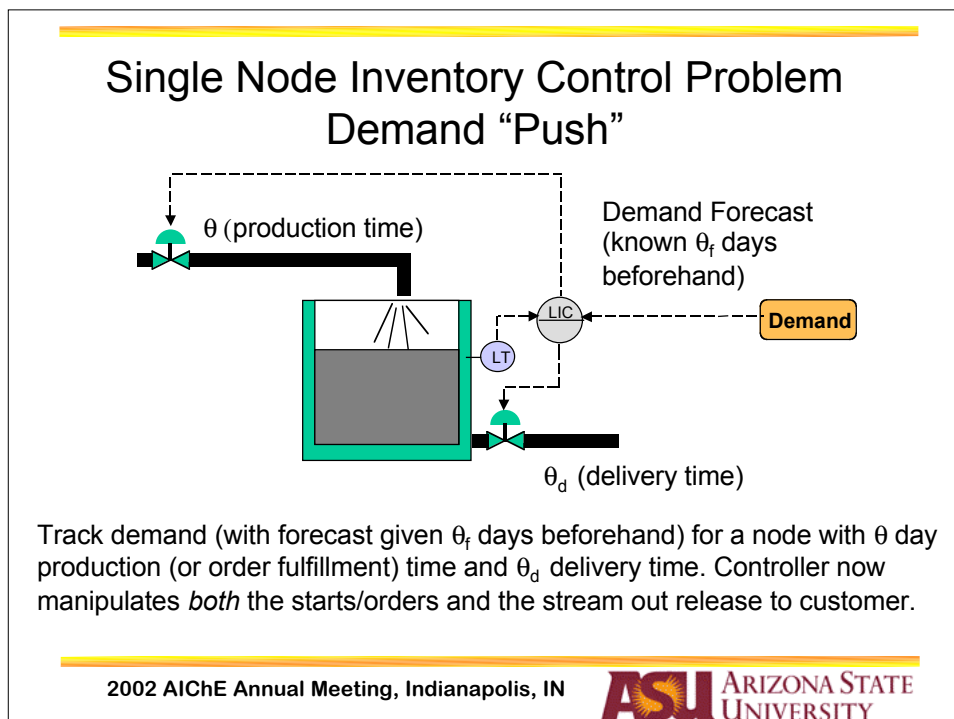 Single Node Inventory Control Problem
Demand “Push”
θ (production time)
Demand Forecast
(known θf days
beforehand)
LIC
Demand
LT
θd (delivery time)
Track demand (with forecast given θf days beforehand) for a node with θ day
production (or order fulfillment) time and θd delivery time. Controller now
manipulates both the starts/orders and the stream out release to customer.
2002 AIChE Annual Meeting, Indianapolis, IN
ASU ARIZONA STATE
UNIVERSITY